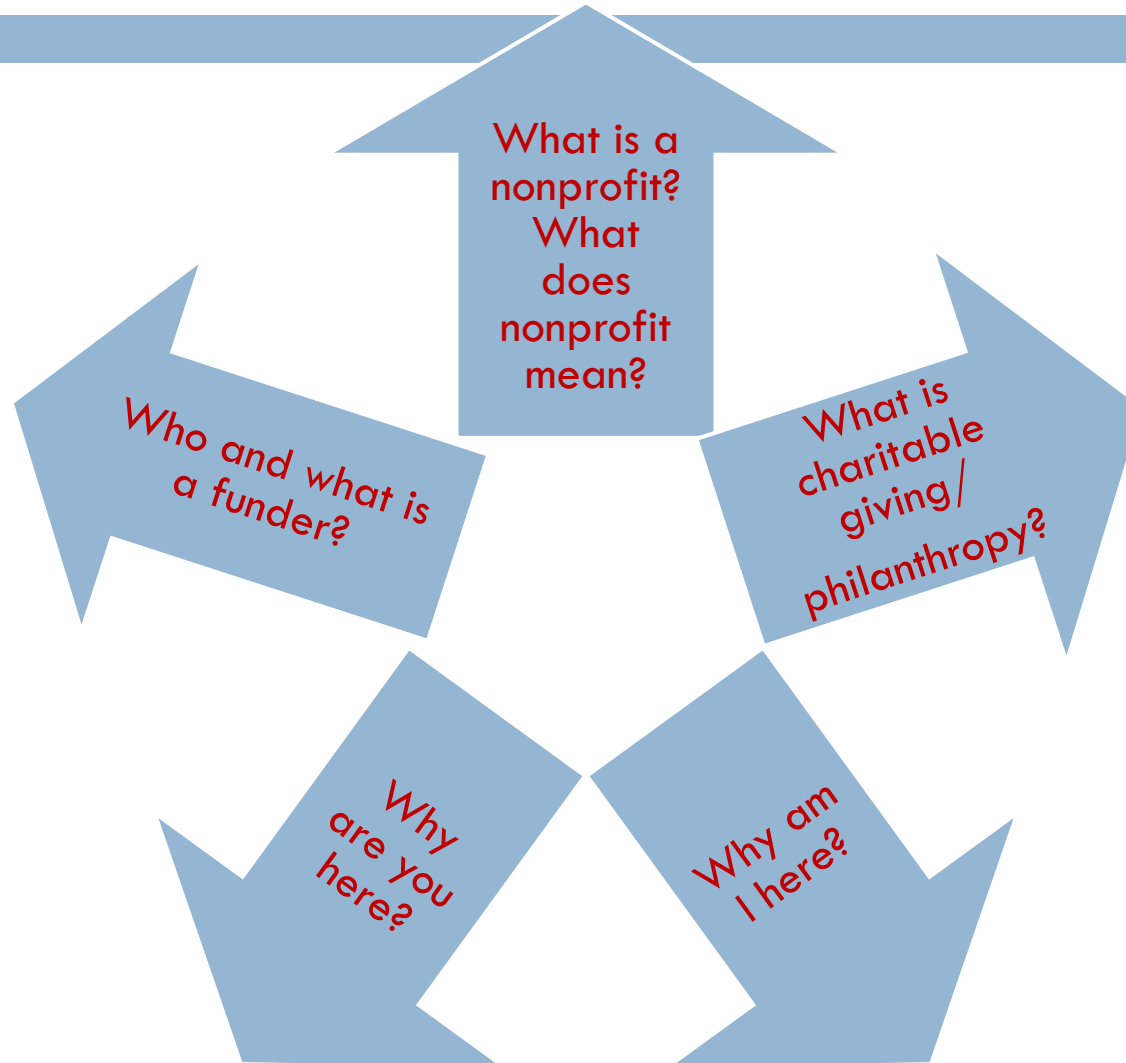 What is a
nonprofit?
What
does
nonprofit
mean?
What is
charitable
giving/
philanthropy?
Why am
I here?
Why
are you
here?
Who and what is
a funder?